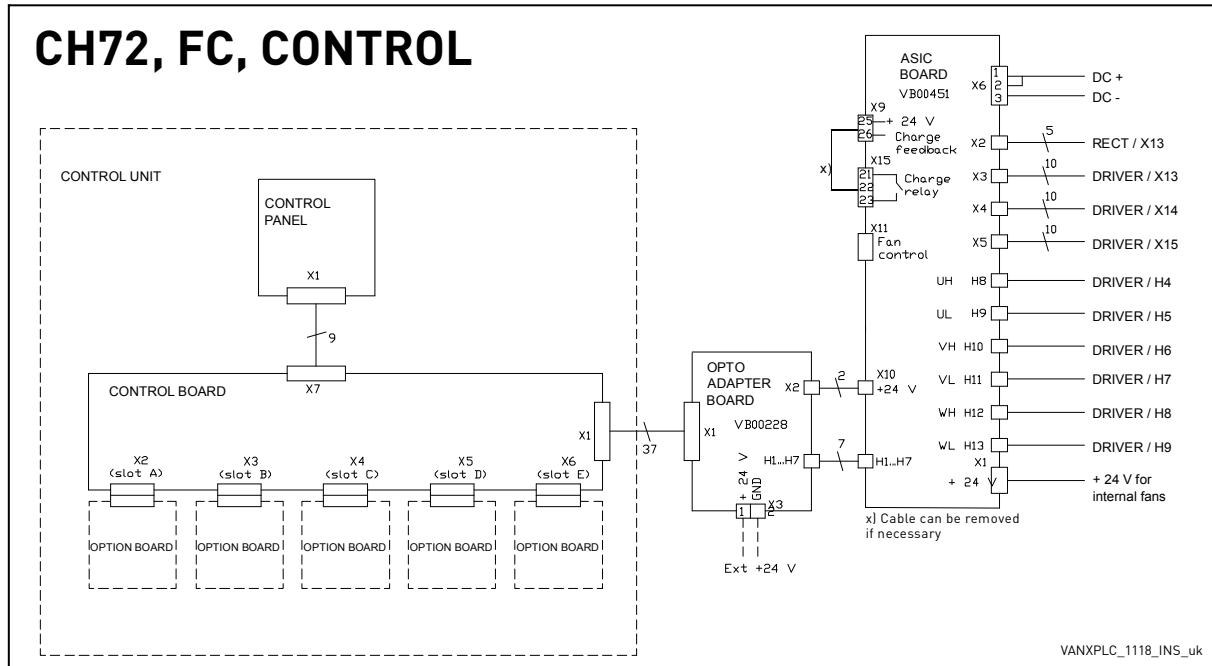 CH72, FC, CONTROL
CONTROL UNIT
CONTROL
PANEL
X1
9
X7
CONTROL BOARD
X1
37
X2
(slot A)
X3
(slot B)
X4
(slot C)
X5
(slot D)
X6
(slot E)
OPTION BOARD
OPTION BOARD
OPTION BOARD
OPTION BOARD
OPTION BOARD
OPTO
ADAPTER
BOARD
VB00228
X1
X2
2
H1...H7
7
+ 24 V
GND
1
2
X3
Ext +24 V
ASIC
BOARD
VB00451
X9
25
+ 24 V
26
Charge
feedback
x)
X15
21
22
23
Charge
relay
X11
Fan
control
X10
+24 V
H1...H7
X6
1
2
3
DC +
DC -
X2
5
RECT / X13
X3
10
DRIVER / X13
X4
10
DRIVER / X14
X5
10
DRIVER / X15
UH H8
DRIVER / H4
UL H9
DRIVER / H5
VH H10
DRIVER / H6
VL H11
DRIVER / H7
WH H12
DRIVER / H8
WL H13
DRIVER / H9
X1
+ 24 V
+ 24 V for
internal fans
x) Cable can be removed
if necessary
VANXPLC_1118_INS_uk